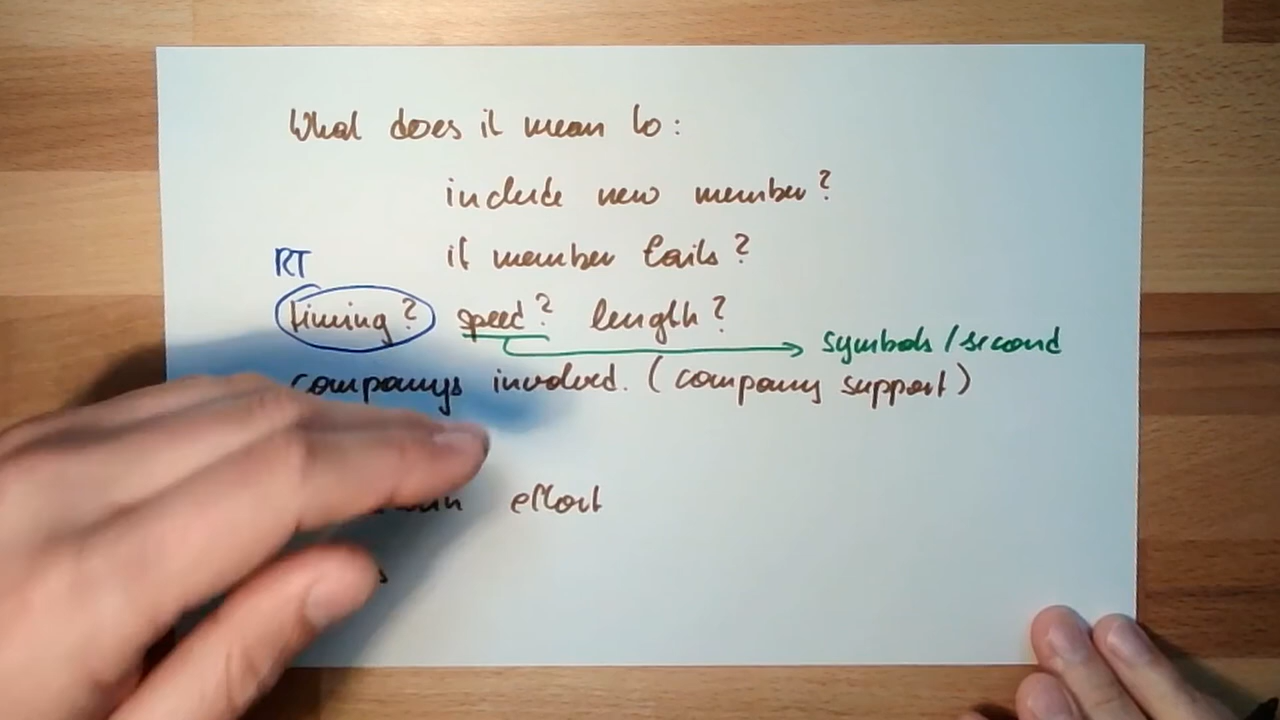 What does it mean to:
include new member?
if member fails?
RT
timing? speed? length?
symbols/second
companys involved. (company support)
effort